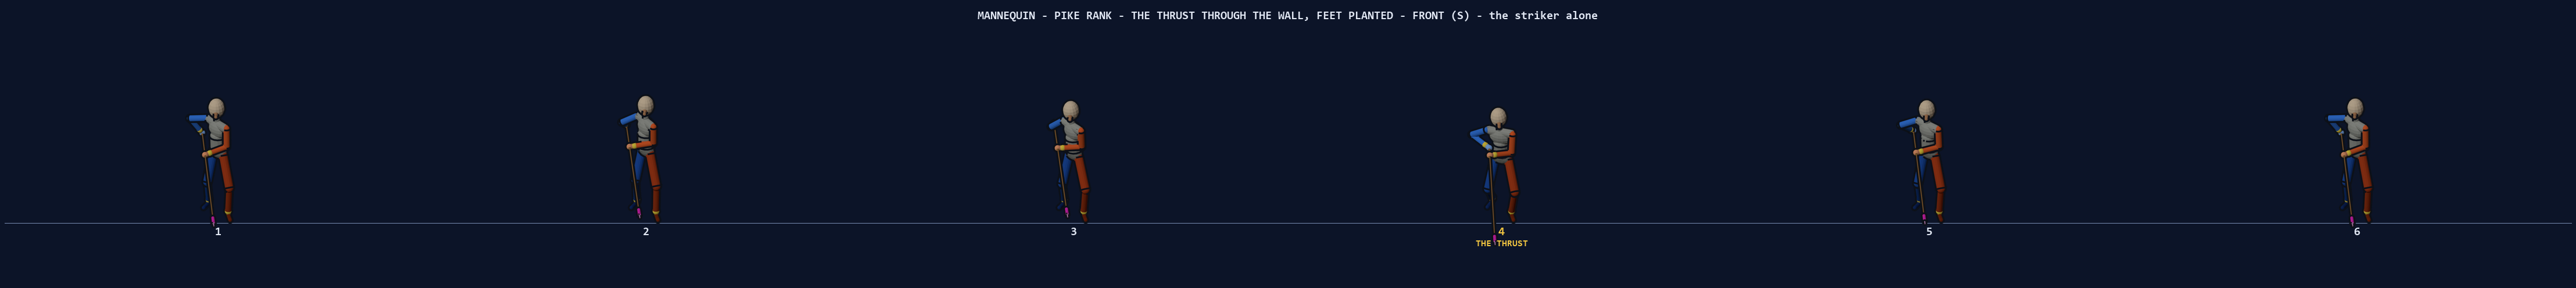 MANNEQUIN - PIKE RANK - THE THRUST THROUGH THE WALL, FEET PLANTED - FRONT (S) - the striker alone
1 2 3 4 5 6
THE THRUST